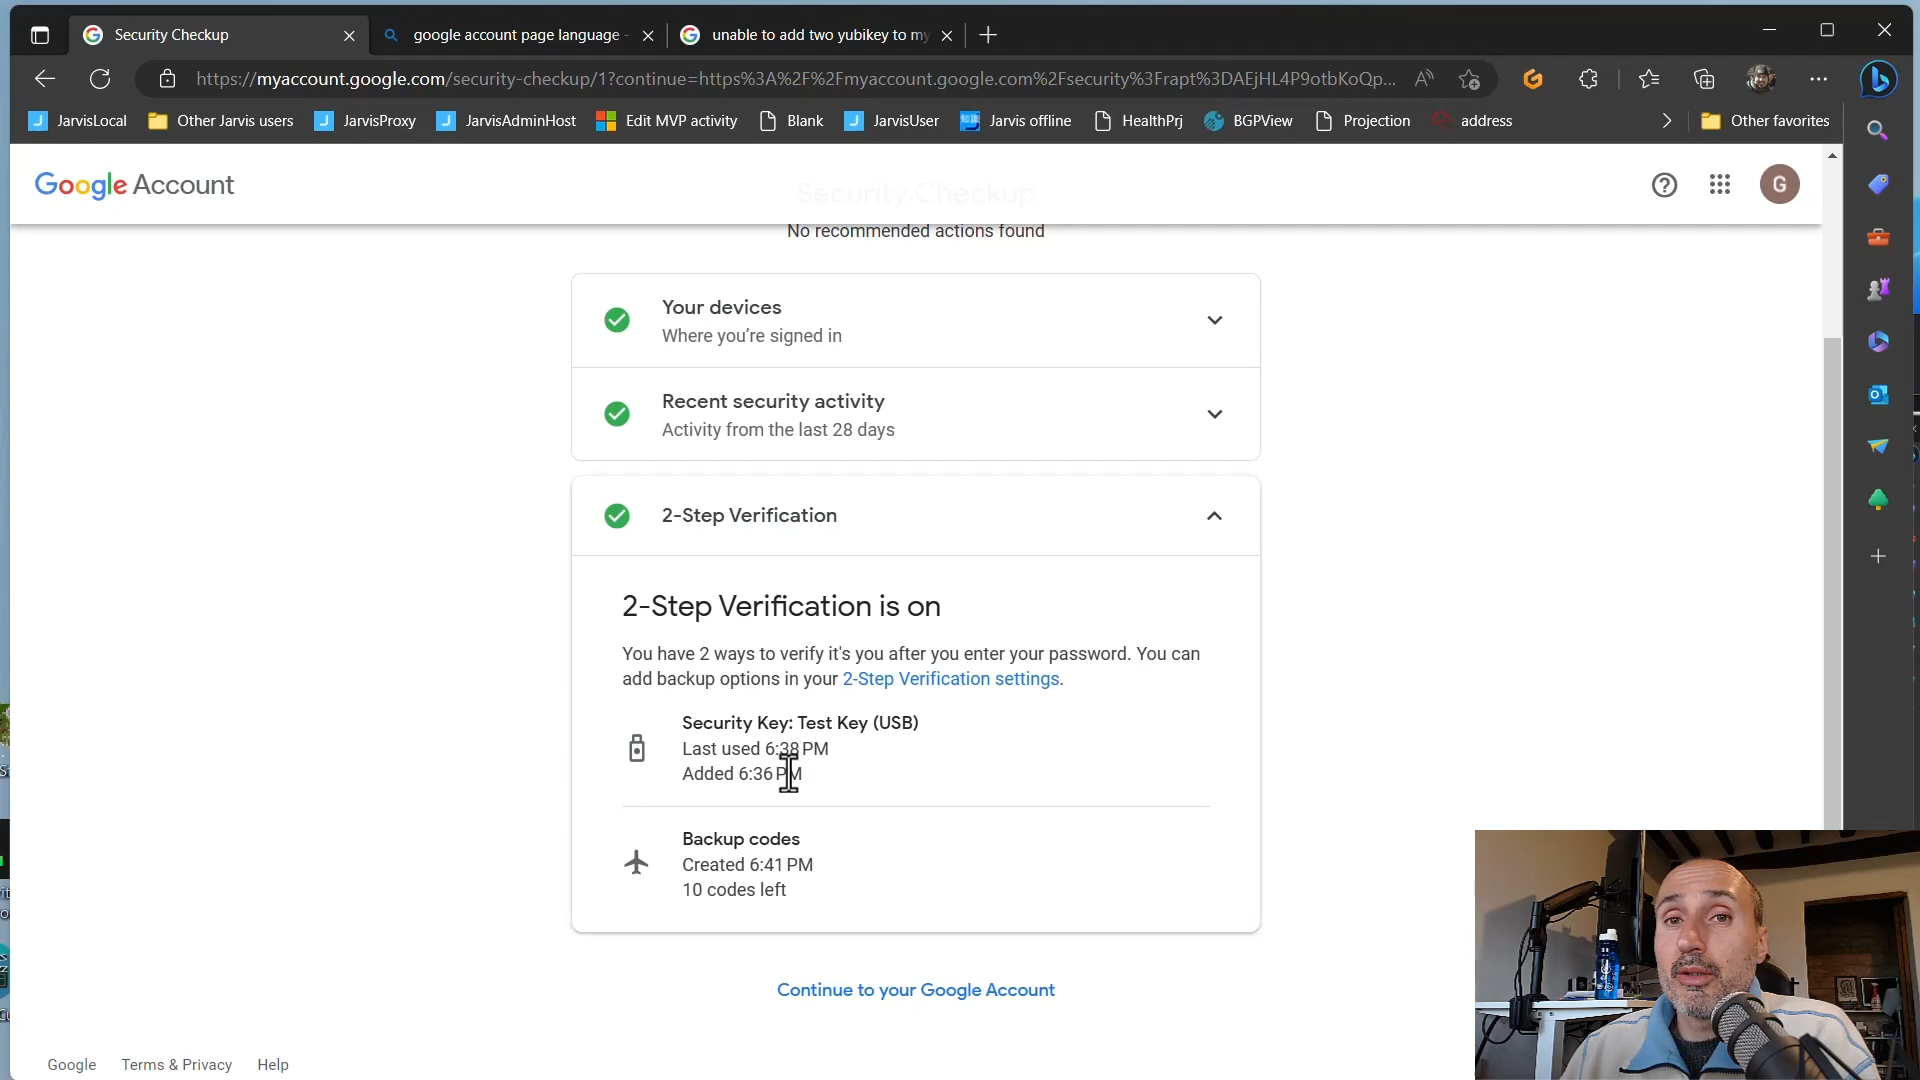 Security Checkup
google account page language -
unable to add two yubikey to my
https://myaccount.google.com/security-checkup/1?continue=https%3A%2F%2Fmyaccount.google.com%2Fsecurity%3Frapt%3DAEjHL4P9otbKoQp...
JarvisLocal
Other Jarvis users
JarvisProxy
JarvisAdminHost
Edit MVP activity
Blank
JarvisUser
Jarvis offline
HealthPrj
BGPView
Projection
address
Other favorites
Google Account
G
Security Checkup
No recommended actions found
Your devices
Where you're signed in
Recent security activity
Activity from the last 28 days
2-Step Verification
2-Step Verification is on
You have 2 ways to verify it's you after you enter your password. You can
add backup options in your 2-Step Verification settings.
Security Key: Test Key (USB)
Last used 6:38 PM
Added 6:36 PM
Backup codes
Created 6:41 PM
10 codes left
Continue to your Google Account
Google
Terms & Privacy
Help